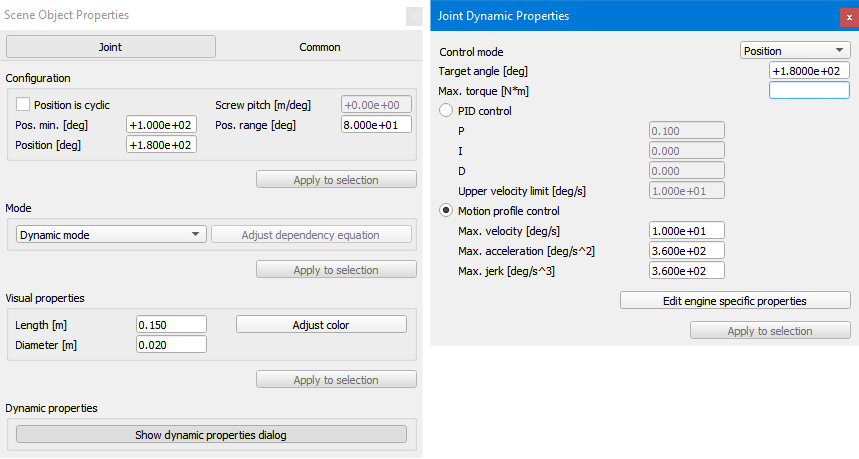 Scene Object Properties
Joint
Common
Configuration
Position is cyclic
Screw pitch [m/deg]
+0.00e+00
Pos. min. [deg]
+1.000e+02
Pos. range [deg]
8.000e+01
Position [deg]
+1.800e+02
Apply to selection
Mode
Dynamic mode
Adjust dependency equation
Apply to selection
Visual properties
Length [m]
0.150
Adjust color
Diameter [m]
0.020
Apply to selection
Dynamic properties
Show dynamic properties dialog
Joint Dynamic Properties
x
Control mode
Position
Target angle [deg]
+1.8000e+02
Max. torque [N*m]
PID control
P
0.100
I
0.000
D
0.000
Upper velocity limit [deg/s]
1.000e+01
Motion profile control
Max. velocity [deg/s]
1.000e+01
Max. acceleration [deg/s^2]
3.600e+02
Max. jerk [deg/s^3]
3.600e+02
Edit engine specific properties
Apply to selection